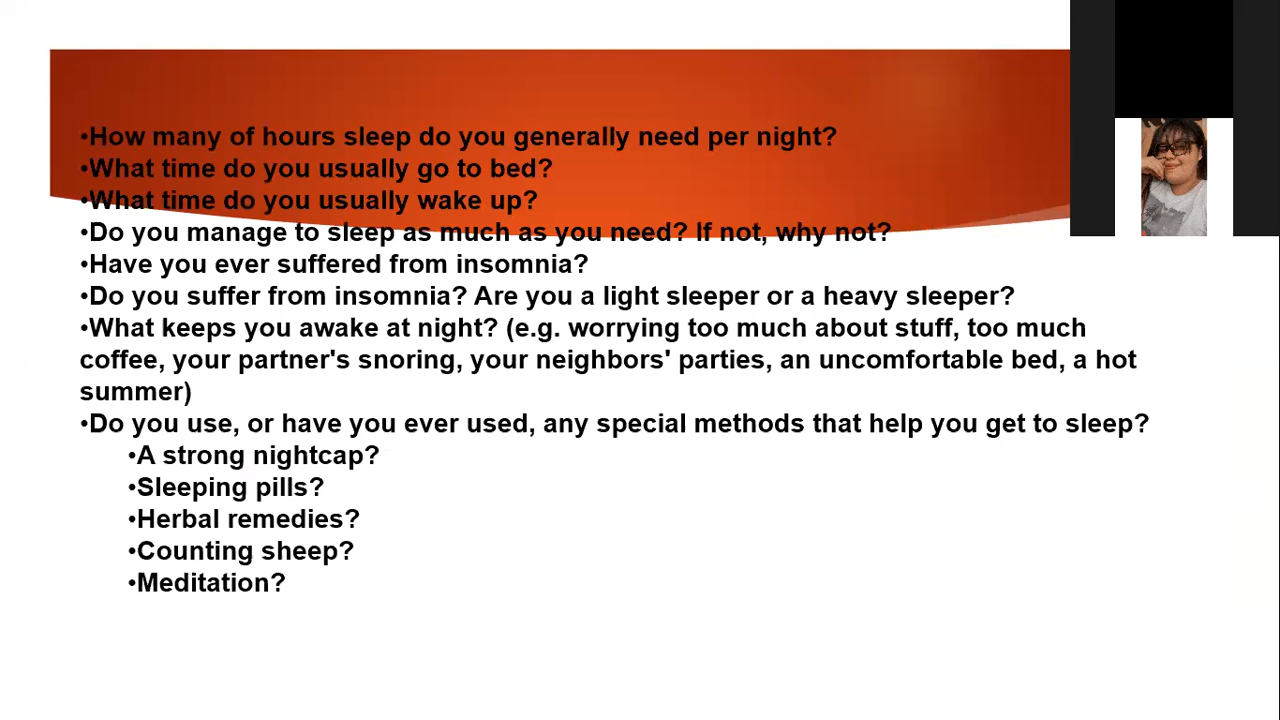 •How many of hours sleep do you generally need per night?
•What time do you usually go to bed?
•What time do you usually wake up?
•Do you manage to sleep as much as you need? If not, why not?
•Have you ever suffered from insomnia?
•Do you suffer from insomnia? Are you a light sleeper or a heavy sleeper?
•What keeps you awake at night? (e.g. worrying too much about stuff, too much
coffee, your partner's snoring, your neighbors' parties, an uncomfortable bed, a hot
summer)
•Do you use, or have you ever used, any special methods that help you get to sleep?
•A strong nightcap?
•Sleeping pills?
•Herbal remedies?
•Counting sheep?
•Meditation?